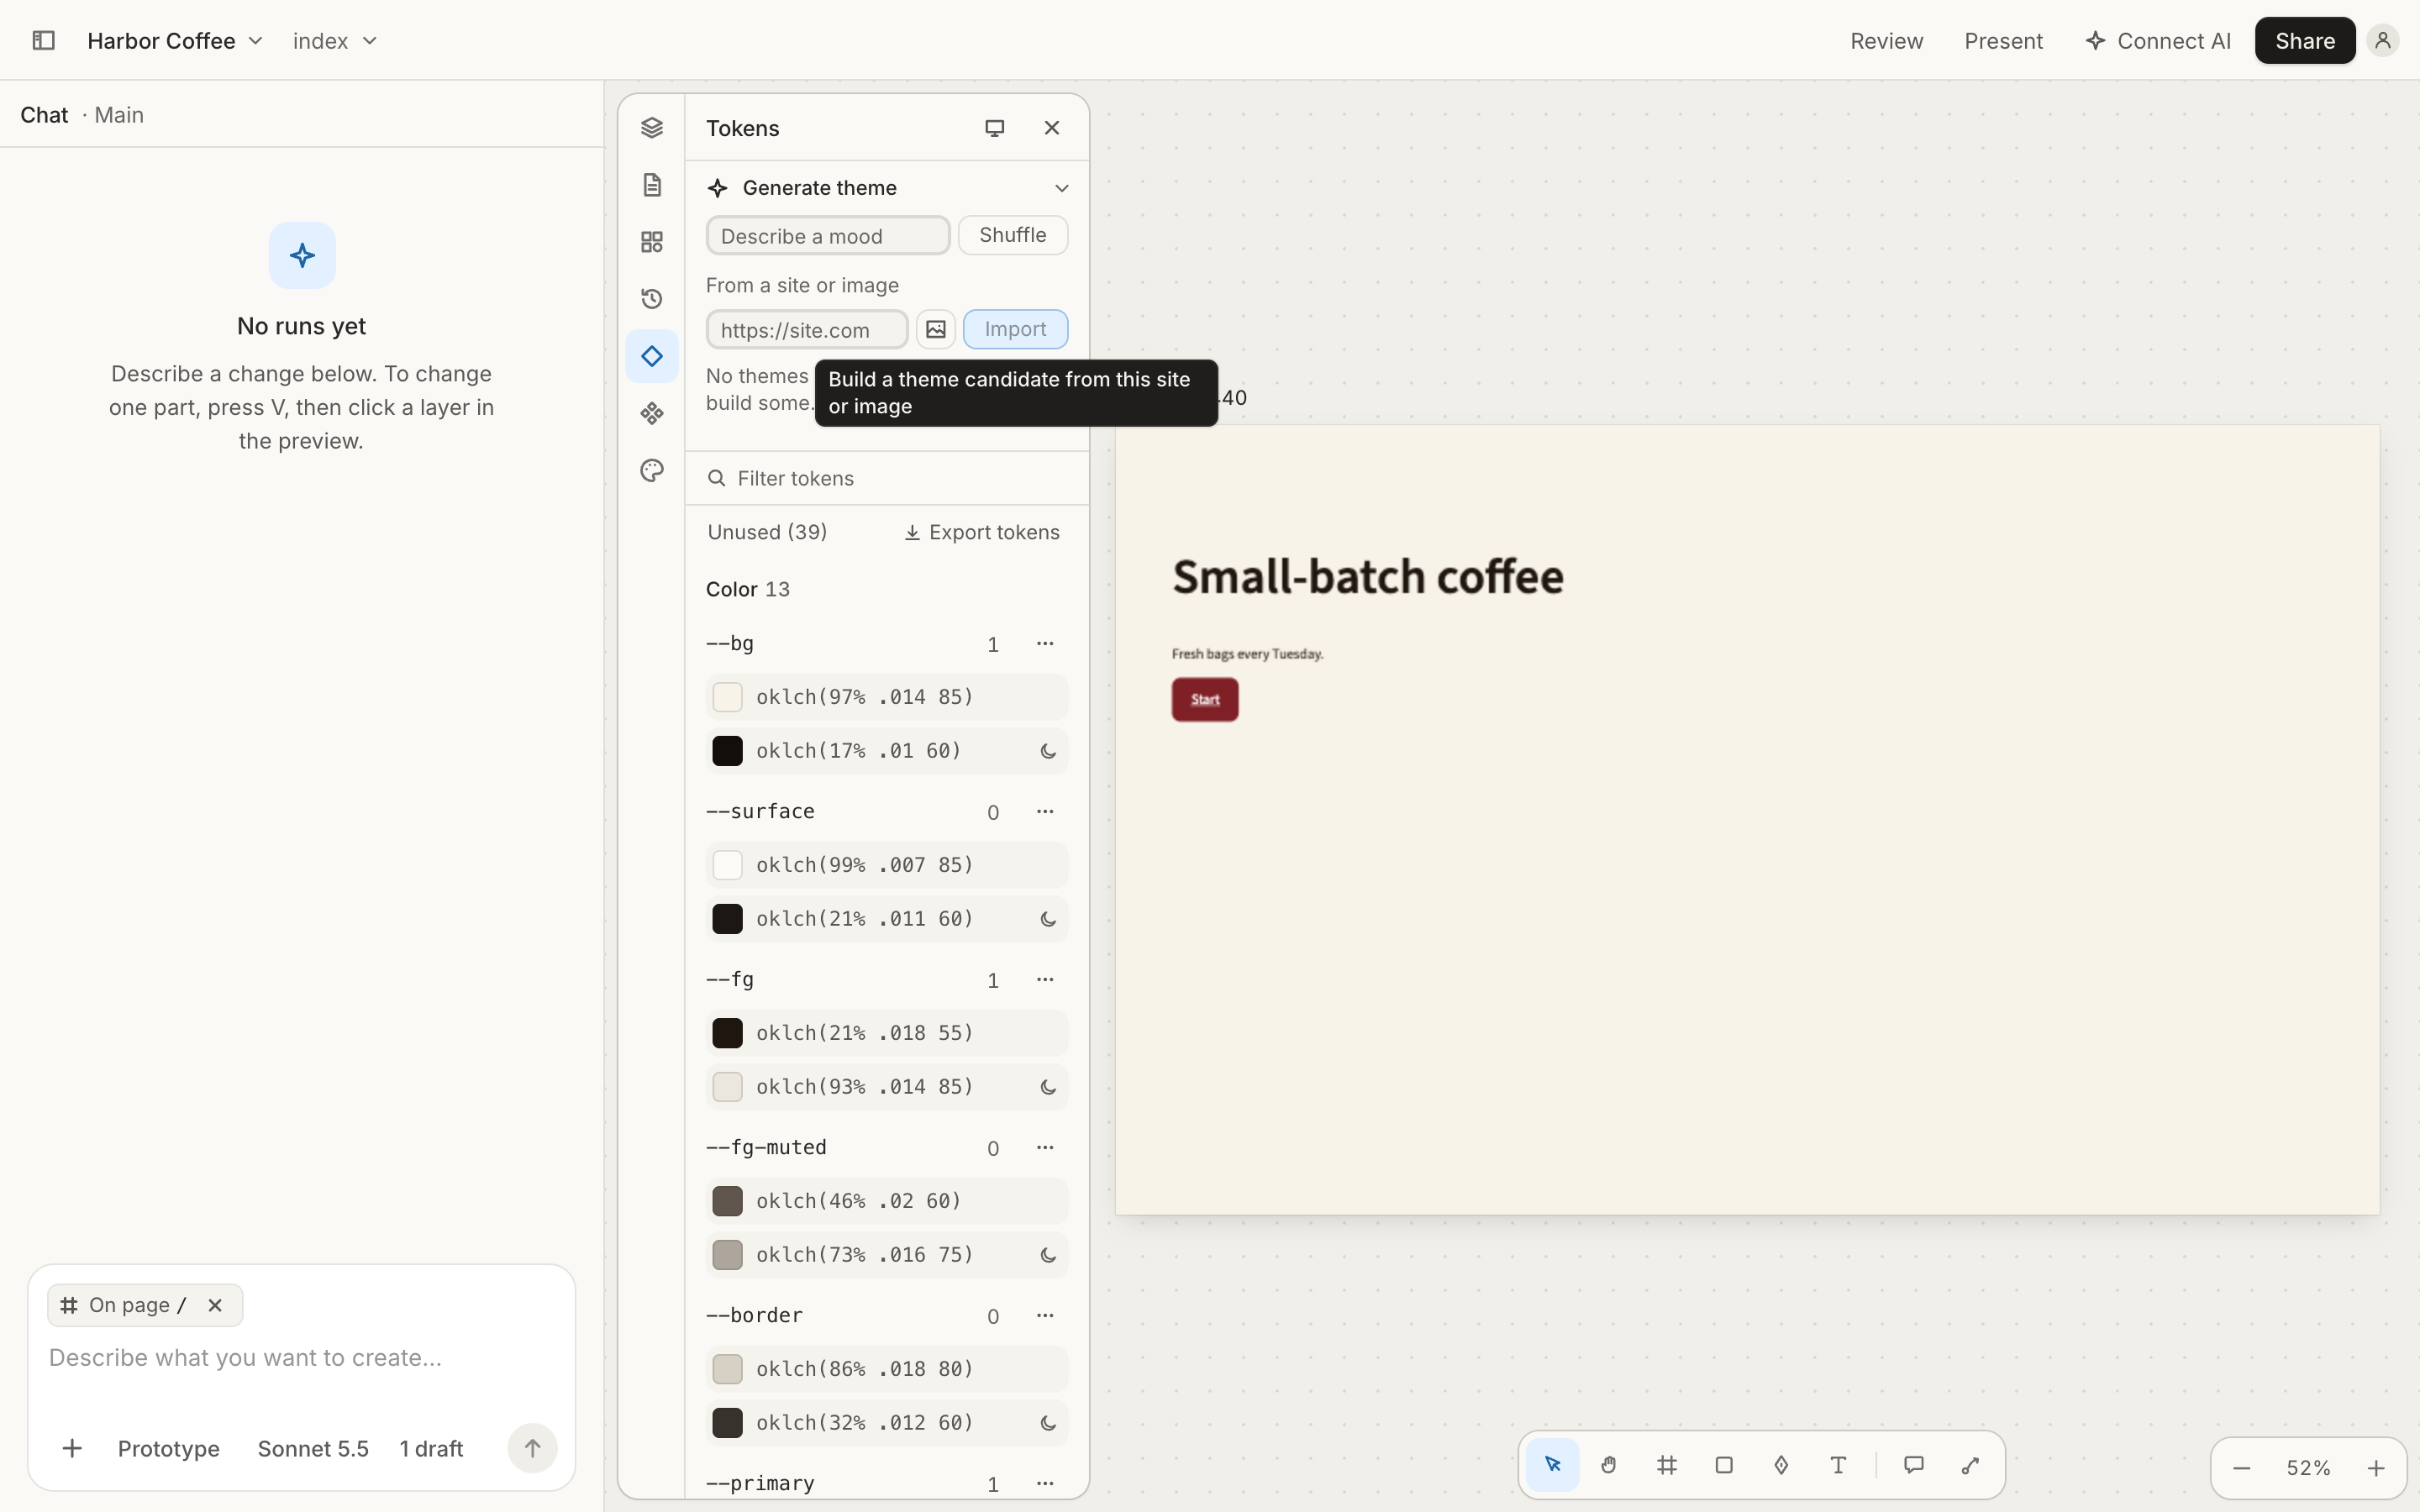 Harbor Coffee
index
Review
Present
Connect AI
Share
Chat · Main
No runs yet
Describe a change below. To change
one part, press V, then click a layer in
the preview.
On page /
Describe what you want to create...
Prototype
Sonnet 5.5
1 draft
Tokens
Generate theme
Describe a mood
Shuffle
From a site or image
https://site.com
Import
No themes
build some.
Build a theme candidate from this site
or image
40
Filter tokens
Unused (39)
Export tokens
Color 13
--bg 1
oklch(97% .014 85)
oklch(17% .01 60)
--surface 0
oklch(99% .007 85)
oklch(21% .011 60)
--fg 1
oklch(21% .018 55)
oklch(93% .014 85)
--fg-muted 0
oklch(46% .02 60)
oklch(73% .016 75)
--border 0
oklch(86% .018 80)
oklch(32% .012 60)
--primary 1
Small-batch coffee
Fresh bags every Tuesday.
Start
52%